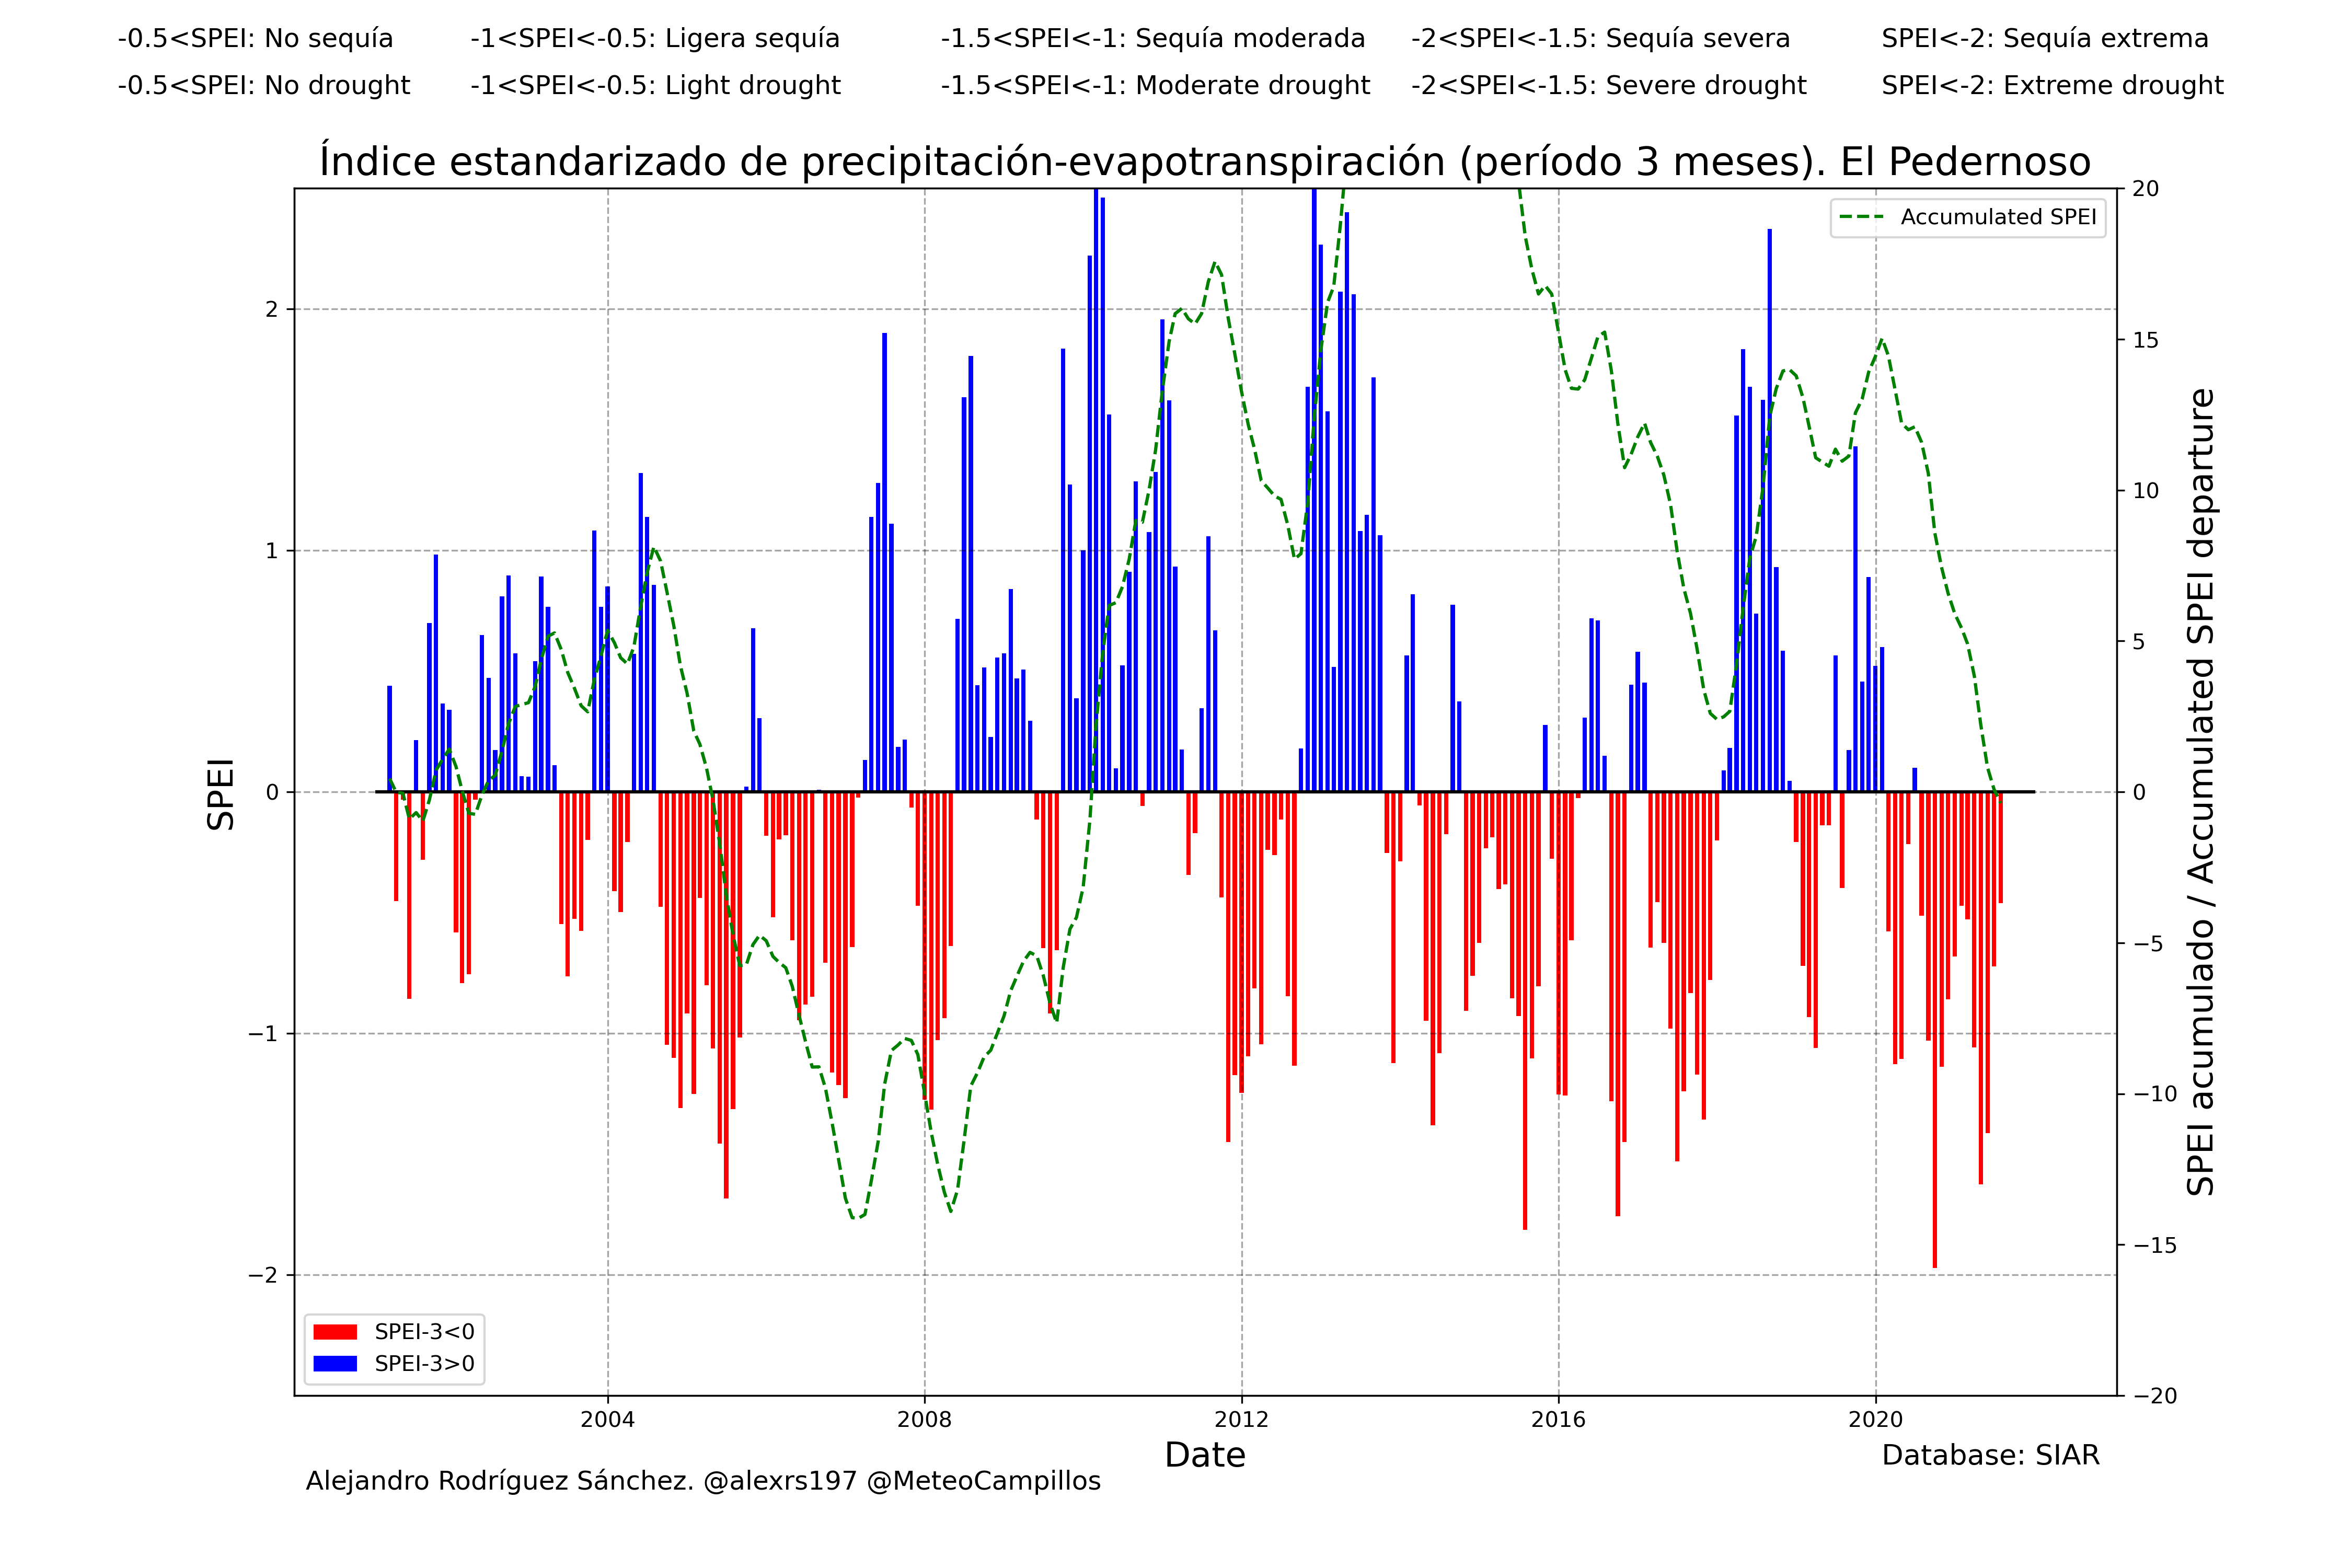 -0.5<SPEI: No sequía -1<SPEI<-0.5: Ligera sequía -1.5<SPEI<-1: Sequía moderada -2<SPEI<-1.5: Sequía severa SPEI<-2: Sequía extrema
-0.5<SPEI: No drought -1<SPEI<-0.5: Light drought -1.5<SPEI<-1: Moderate drought -2<SPEI<-1.5: Severe drought SPEI<-2: Extreme drought
Índice estandarizado de precipitación-evapotranspiración (período 3 meses). El Pedernoso
Accumulated SPEI
SPEI
2
1
0
−1
−2
20
15
10
5
0
−5
−10
−15
−20
SPEI acumulado / Accumulated SPEI departure
SPEI-3<0
SPEI-3>0
2004 2008 2012 2016 2020
Date
Database: SIAR
Alejandro Rodríguez Sánchez. @alexrs197 @MeteoCampillos